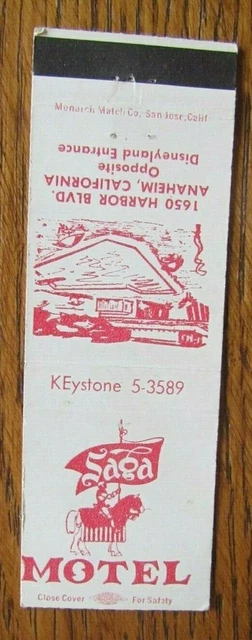 Monarch Match Co., San Jose, Calif
1650 HARBOR BLVD.
ANAHEIM, CALIFORNIA
Opposite
Disneyland Entrance
KEystone 5-3589
Saga
MOTEL
Close Cover For Safety